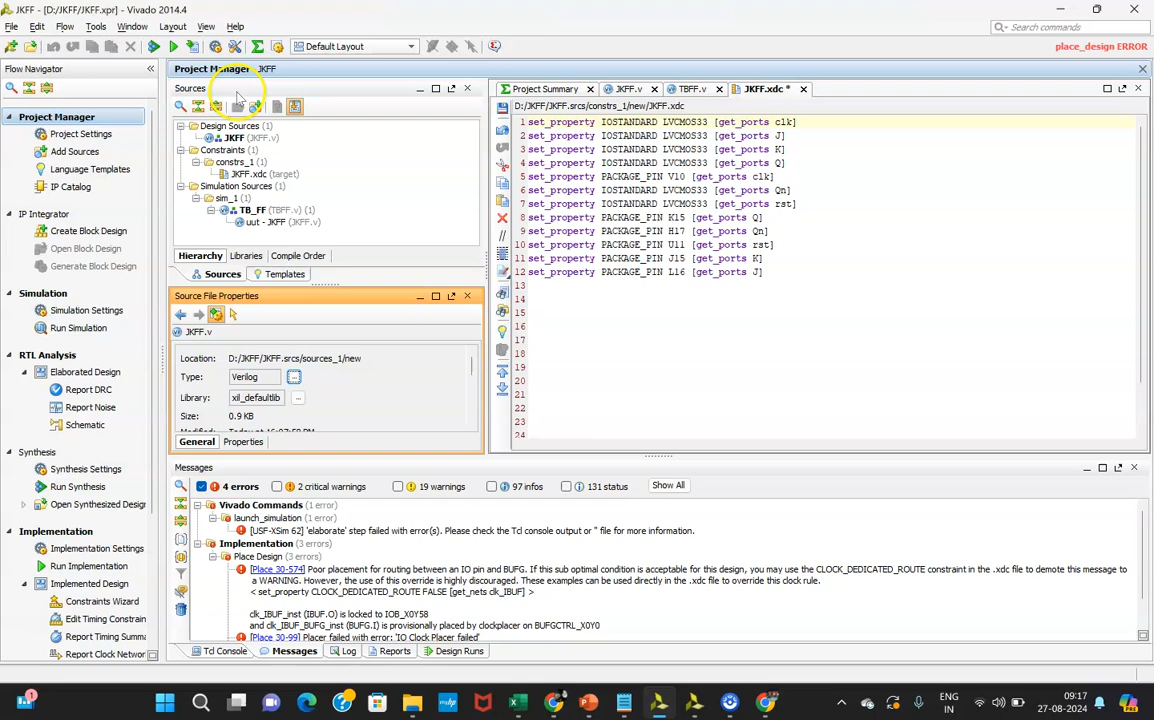 JKFF - [D:/JKFF/JKFF.xpr] - Vivado 2014.4
File Edit Flow Tools Window Layout View Help
Search commands
Default Layout
place_design ERROR
Flow Navigator
Project Manager
Project Settings
Add Sources
Language Templates
IP Catalog
IP Integrator
Create Block Design
Open Block Design
Generate Block Design
Simulation
Simulation Settings
Run Simulation
RTL Analysis
Elaborated Design
Report DRC
Report Noise
Schematic
Synthesis
Synthesis Settings
Run Synthesis
Open Synthesized Design
Implementation
Implementation Settings
Run Implementation
Implemented Design
Constraints Wizard
Edit Timing Constrain
Report Timing Summa
Report Clock Networ
Project Manager - JKFF
Sources
Design Sources (1)
JKFF (JKFF.v)
Constraints (1)
constrs_1 (1)
JKFF.xdc (target)
Simulation Sources (1)
sim_1 (1)
TB_FF (TBFF.v) (1)
uut - JKFF (JKFF.v)
Hierarchy Libraries Compile Order
Sources Templates
Source File Properties
JKFF.v
Location: D:/JKFF/JKFF.srcs/sources_1/new
Type: Verilog ...
Library: xil_defaultlib ...
Size: 0.9 KB
General Properties
Project Summary JKFF.v TBFF.v JKFF.xdc *
D:/JKFF/JKFF.srcs/constrs_1/new/JKFF.xdc
1 set_property IOSTANDARD LVCMOS33 [get_ports clk]
2 set_property IOSTANDARD LVCMOS33 [get_ports J]
3 set_property IOSTANDARD LVCMOS33 [get_ports K]
4 set_property IOSTANDARD LVCMOS33 [get_ports Q]
5 set_property PACKAGE_PIN V10 [get_ports clk]
6 set_property IOSTANDARD LVCMOS33 [get_ports Qn]
7 set_property IOSTANDARD LVCMOS33 [get_ports rst]
8 set_property PACKAGE_PIN K15 [get_ports Q]
9 set_property PACKAGE_PIN H17 [get_ports Qn]
10 set_property PACKAGE_PIN U11 [get_ports rst]
11 set_property PACKAGE_PIN J15 [get_ports K]
12 set_property PACKAGE_PIN L16 [get_ports J]
13
14
15
16
17
18
19
20
21
22
23
24
Messages
4 errors 2 critical warnings 19 warnings 97 infos 131 status Show All
Vivado Commands (1 error)
launch_simulation (1 error)
[USF-XSim 62] 'elaborate' step failed with error(s). Please check the Tcl console output or '' file for more information.
Implementation (3 errors)
Place Design (3 errors)
[Place 30-574] Poor placement for routing between an IO pin and BUFG. If this sub optimal condition is acceptable for this design, you may use the CLOCK_DEDICATED_ROUTE constraint in the .xdc file to demote this message to
a WARNING. However, the use of this override is highly discouraged. These examples can be used directly in the .xdc file to override this clock rule.
< set_property CLOCK_DEDICATED_ROUTE FALSE [get_nets clk_IBUF] >
clk_IBUF_inst (IBUF.O) is locked to IOB_X0Y58
and clk_IBUF_BUFG_inst (BUFG.I) is provisionally placed by clockplacer on BUFGCTRL_X0Y0
[Place 30-99] Placer failed with error: 'IO Clock Placer failed'
Tcl Console Messages Log Reports Design Runs
1
ENG
IN
09:17
27-08-2024